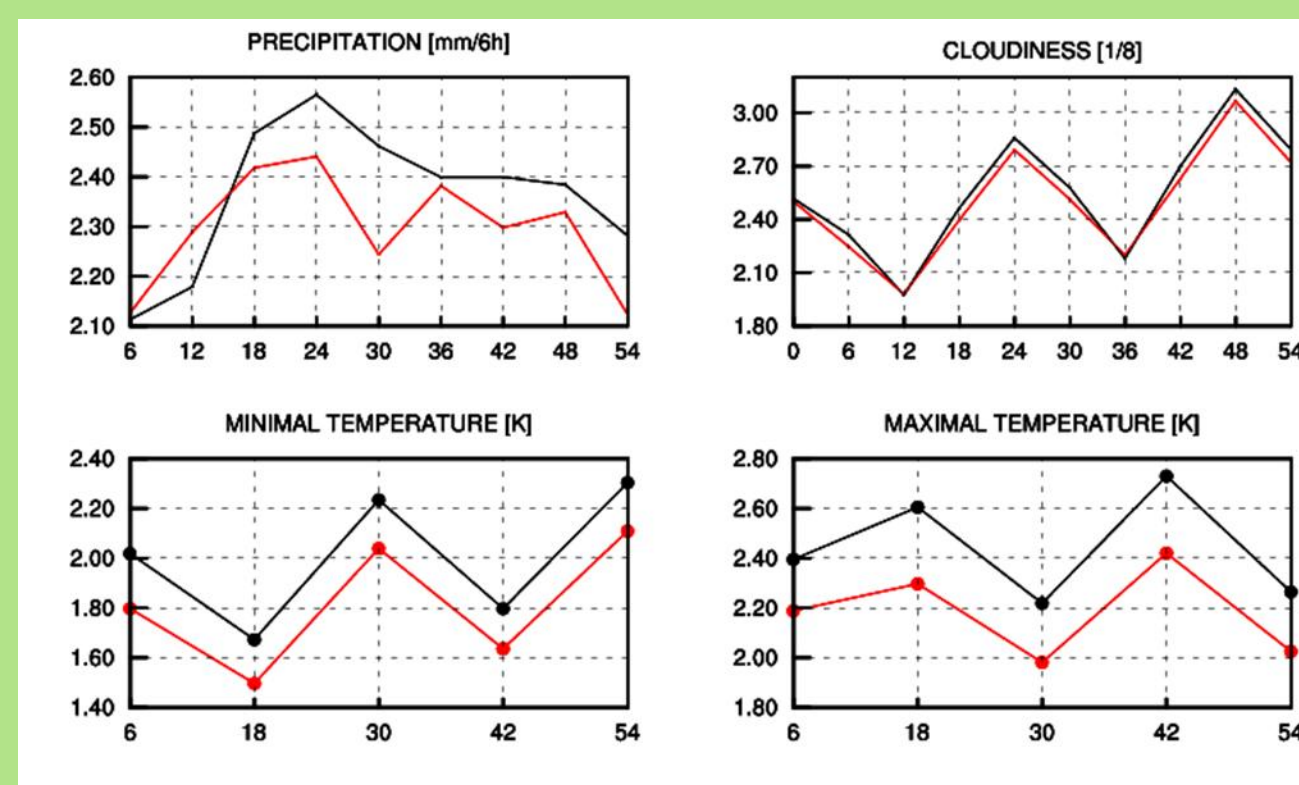 PRECIPITATION [mm/6h]
2.60
2.50
2.40
2.30
2.20
2.10
6 12 18 24 30 36 42 48 54
CLOUDINESS [1/8]
3.00
2.70
2.40
2.10
1.80
0 6 12 18 24 30 36 42 48 54
MINIMAL TEMPERATURE [K]
2.40
2.20
2.00
1.80
1.60
1.40
6 18 30 42 54
MAXIMAL TEMPERATURE [K]
2.80
2.60
2.40
2.20
2.00
1.80
6 18 30 42 54